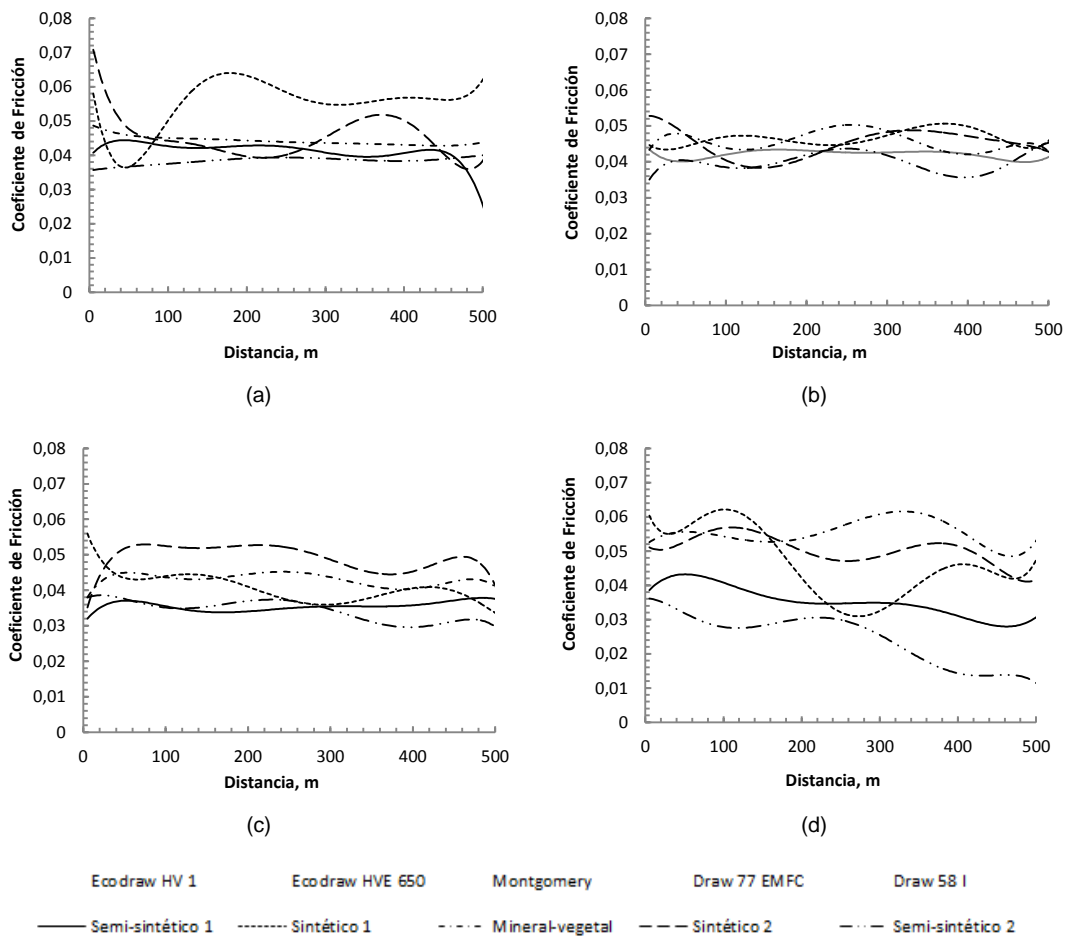 0,08
0,07
0,06
0,05
0,04
0,03
0,02
0,01
0
Coeficiente de Fricción
0 100 200 300 400 500
Distancia, m
(a)
0,08
0,07
0,06
0,05
0,04
0,03
0,02
0,01
0
Coeficiente de Fricción
0 100 200 300 400 500
Distancia, m
(b)
0,08
0,07
0,06
0,05
0,04
0,03
0,02
0,01
0
Coeficiente de Fricción
0 100 200 300 400 500
Distancia, m
(c)
0,08
0,07
0,06
0,05
0,04
0,03
0,02
0,01
0
Coeficiente de Fricción
0 100 200 300 400 500
Distancia, m
(d)
Ecodraw HV 1 Ecodraw HVE 650 Montgomery Draw 77 EMFC Draw 58 I
Semi-sintético 1 Sintético 1 Mineral-vegetal Sintético 2 Semi-sintético 2